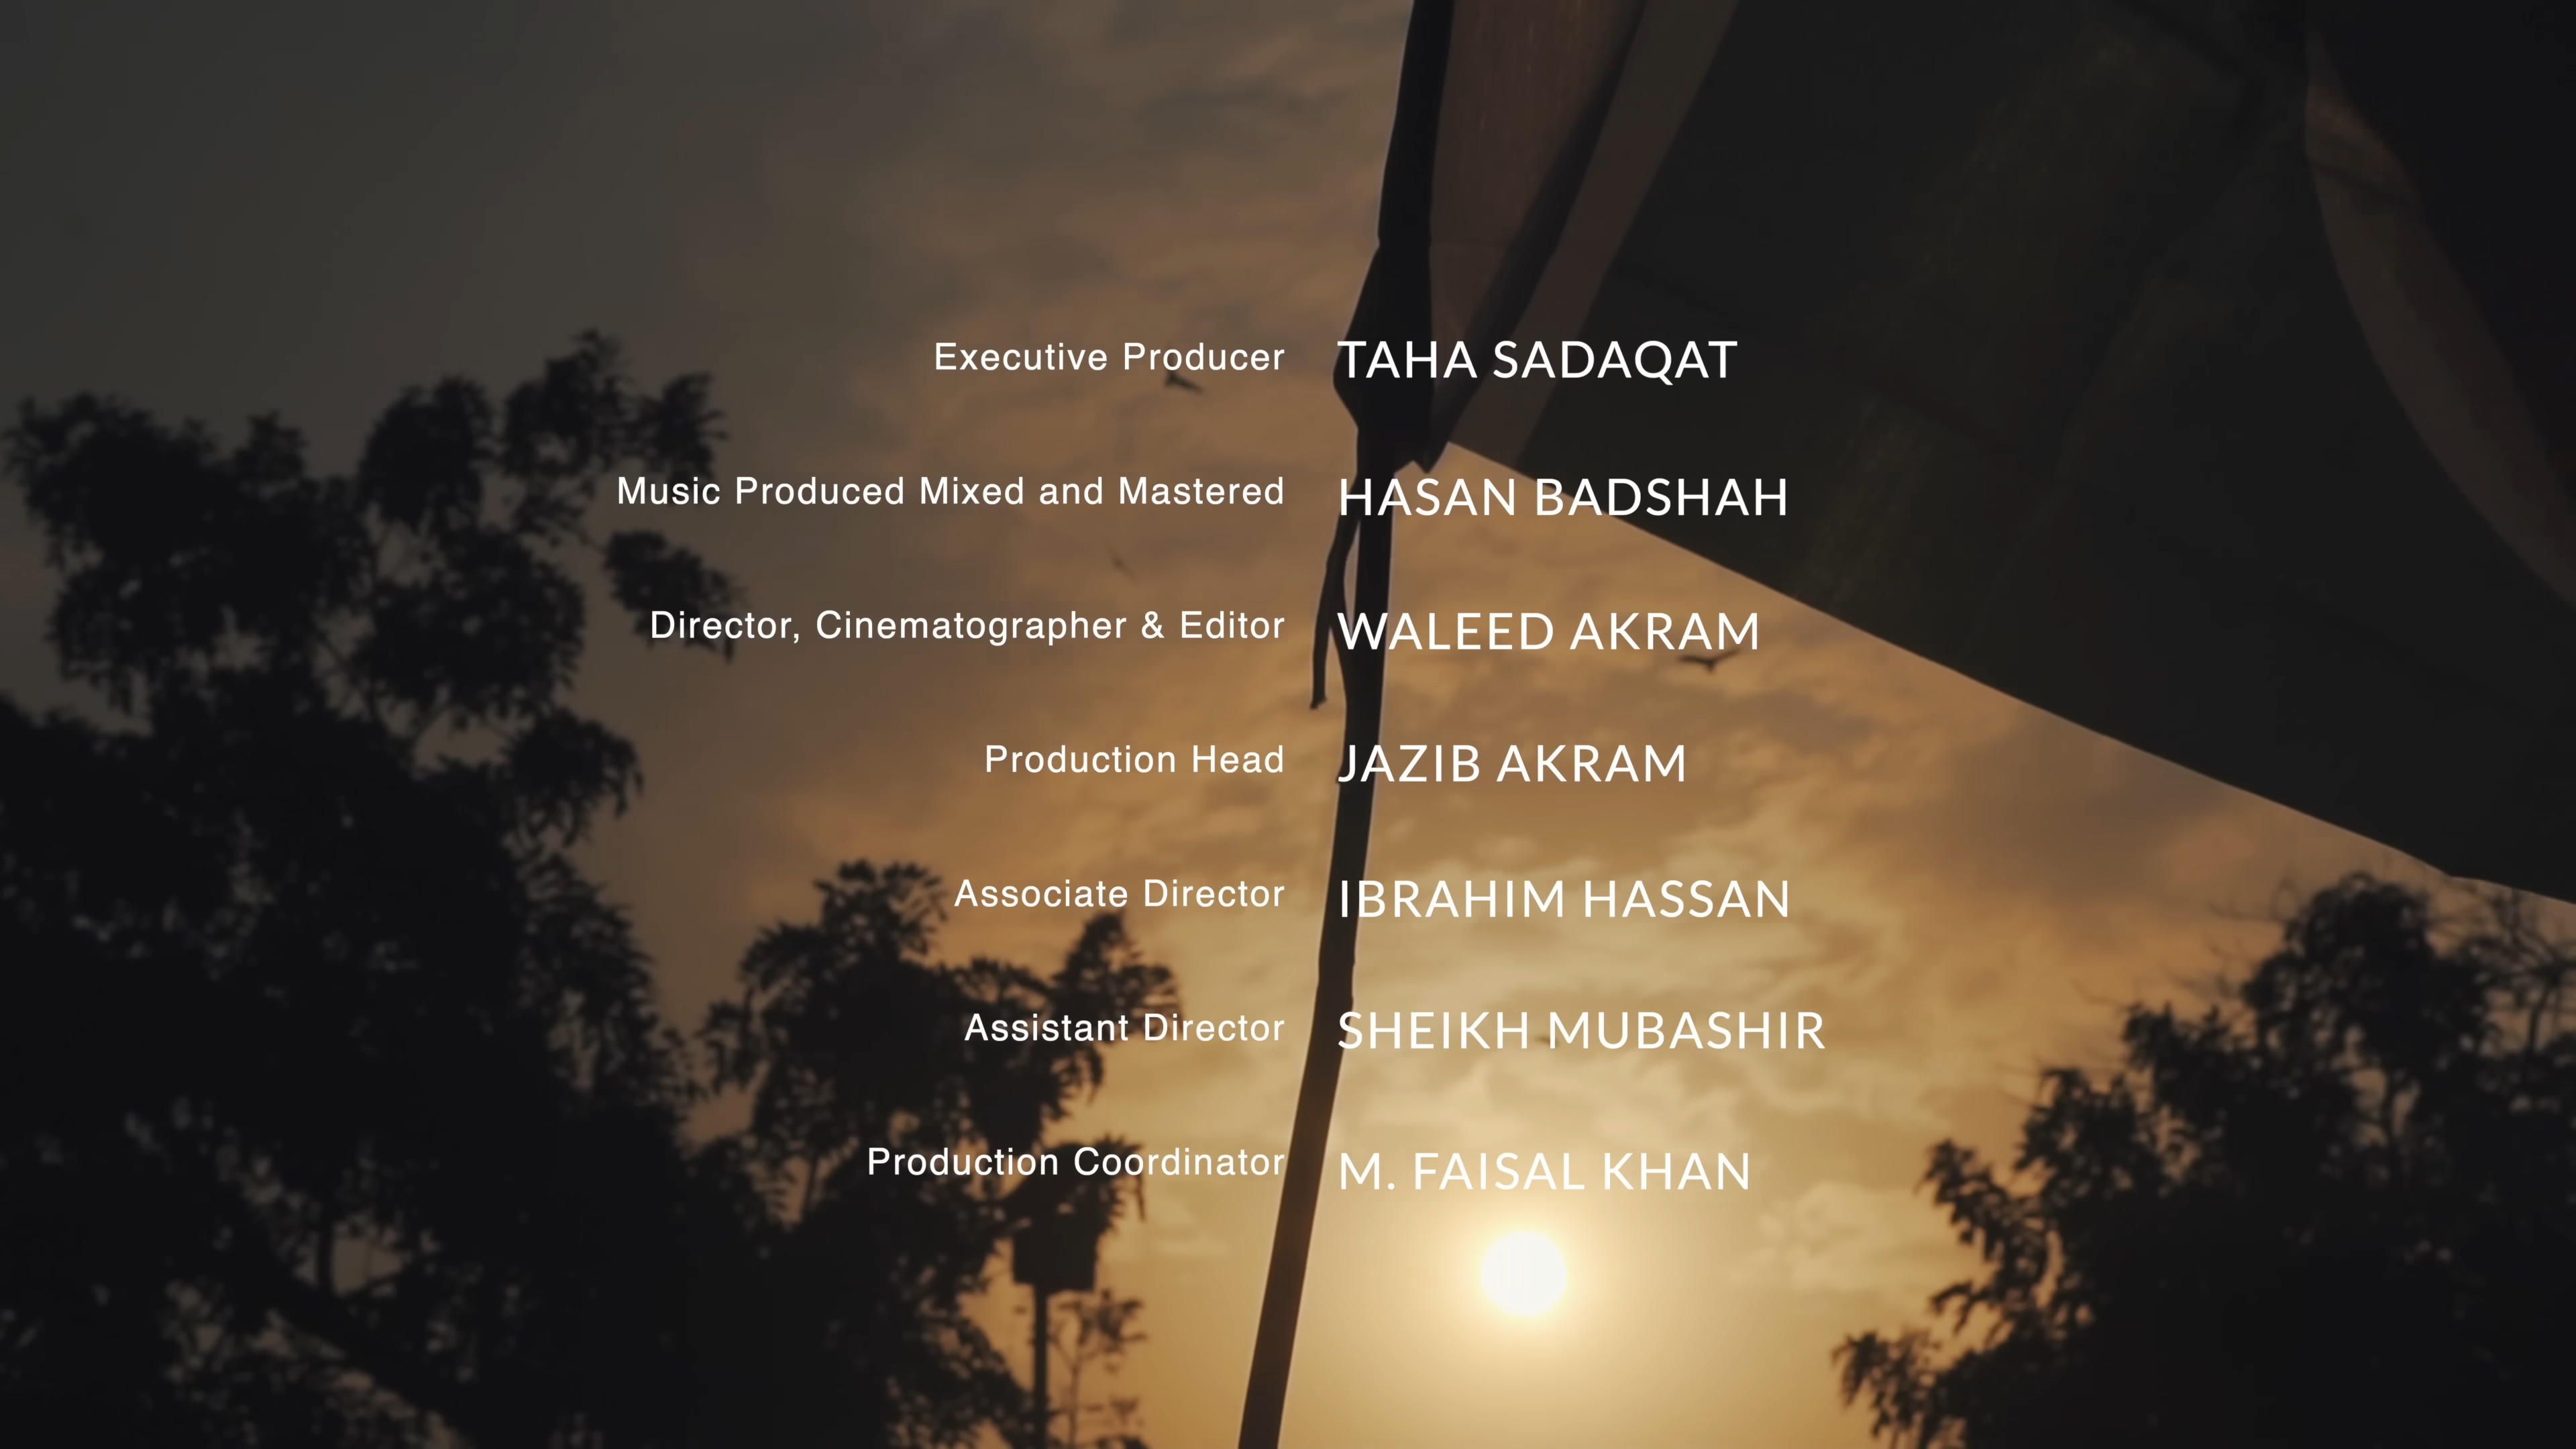 Executive Producer TAHA SADAQAT
Music Produced Mixed and Mastered HASAN BADSHAH
Director, Cinematographer & Editor WALEED AKRAM
Production Head JAZIB AKRAM
Associate Director IBRAHIM HASSAN
Assistant Director SHEIKH MUBASHIR
Production Coordinator M. FAISAL KHAN